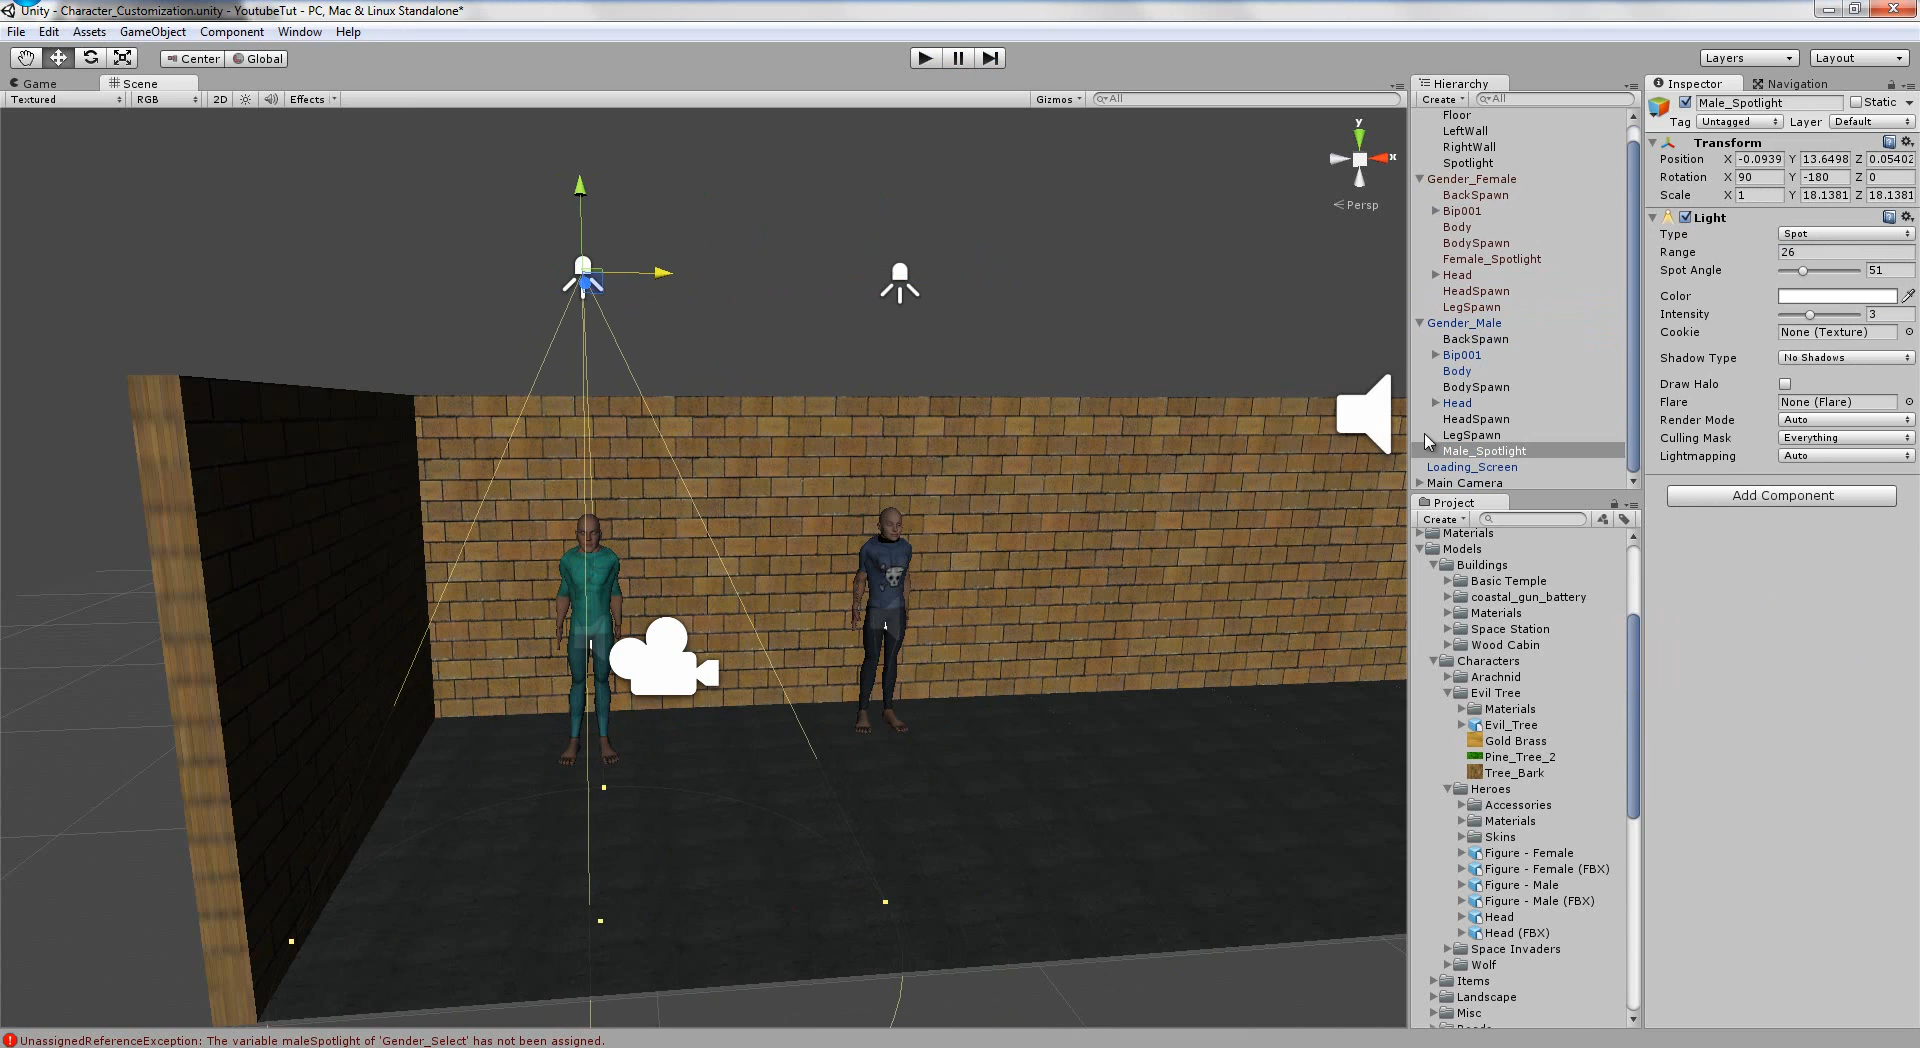 Unity - Character_Customization.unity - YoutubeTut - PC, Mac & Linux Standalone*
File Edit Assets GameObject Component Window Help
Center Global Layers Layout
Game Scene
Textured RGB 2D Effects Gizmos All
y
x
Persp
Hierarchy
Create All
Floor
LeftWall
RightWall
Spotlight
Gender_Female
BackSpawn
Bip001
Body
BodySpawn
Female_Spotlight
Head
HeadSpawn
LegSpawn
Gender_Male
BackSpawn
Bip001
Body
BodySpawn
Head
HeadSpawn
LegSpawn
Male_Spotlight
Loading_Screen
Main Camera
Project
Create
Materials
Models
Buildings
Basic Temple
coastal_gun_battery
Materials
Space Station
Wood Cabin
Characters
Arachnid
Evil Tree
Materials
Evil_Tree
Gold Brass
Pine_Tree_2
Tree_Bark
Heroes
Accessories
Materials
Skins
Figure - Female
Figure - Female (FBX)
Figure - Male
Figure - Male (FBX)
Head
Head (FBX)
Space Invaders
Wolf
Items
Landscape
Misc
Inspector Navigation
Male_Spotlight Static
Tag Untagged Layer Default
Transform
Position X -0.0939 Y 13.6498 Z 0.05402
Rotation X 90 Y -180 Z 0
Scale X 1 Y 18.1381 Z 18.1381
Light
Type Spot
Range 26
Spot Angle 51
Color
Intensity 3
Cookie None (Texture)
Shadow Type No Shadows
Draw Halo
Flare None (Flare)
Render Mode Auto
Culling Mask Everything
Lightmapping Auto
Add Component
UnassignedReferenceException: The variable maleSpotlight of 'Gender_Select' has not been assigned.